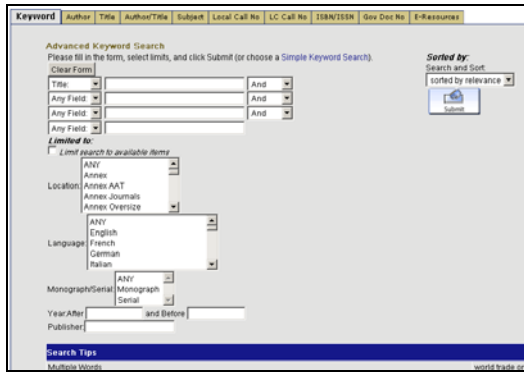 Keyword Author Title Author/Title Subject Local Call No LC Call No ISBN/ISSN Gov Doc No E-Resources
Advanced Keyword Search
Please fill in the form, select limits, and click Submit (or choose a Simple Keyword Search).
Clear Form
Title: And
Any Field: And
Any Field: And
Any Field:
Sorted by:
Search and Sort:
sorted by relevance
Submit
Limited to:
Limit search to available items
Location:
ANY
Annex
Annex AAT
Annex Journals
Annex Oversize
Language:
ANY
English
French
German
Italian
Monograph/Serial:
ANY
Monograph
Serial
Year:After and Before
Publisher:
Search Tips
Multiple Words world trade or